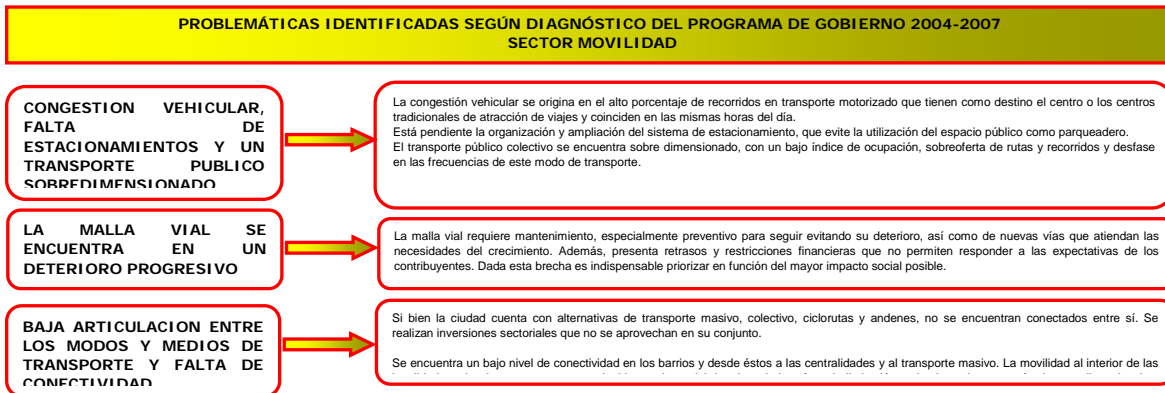 PROBLEMÁTICAS IDENTIFICADAS SEGÚN DIAGNÓSTICO DEL PROGRAMA DE GOBIERNO 2004-2007
SECTOR MOVILIDAD
CONGESTION VEHICULAR,
FALTA DE
ESTACIONAMIENTOS Y UN
TRANSPORTE PUBLICO
SOBREDIMENSIONADO
La congestión vehicular se origina en el alto porcentaje de recorridos en transporte motorizado que tienen como destino el centro o los centros
tradicionales de atracción de viajes y coinciden en las mismas horas del día.
Está pendiente la organización y ampliación del sistema de estacionamiento, que evite la utilización del espacio público como parqueadero.
El transporte público colectivo se encuentra sobre dimensionado, con un bajo índice de ocupación, sobreoferta de rutas y recorridos y desfase
en las frecuencias de este modo de transporte.
LA MALLA VIAL SE
ENCUENTRA EN UN
DETERIORO PROGRESIVO
La malla vial requiere mantenimiento, especialmente preventivo para seguir evitando su deterioro, así como de nuevas vías que atiendan las
necesidades del crecimiento. Además, presenta retrasos y restricciones financieras que no permiten responder a las expectativas de los
contribuyentes. Dada esta brecha es indispensable priorizar en función del mayor impacto social posible.
BAJA ARTICULACION ENTRE
LOS MODOS Y MEDIOS DE
TRANSPORTE Y FALTA DE
CONECTIVIDAD
Si bien la ciudad cuenta con alternativas de transporte masivo, colectivo, ciclorutas y andenes, no se encuentran conectados entre sí. Se
realizan inversiones sectoriales que no se aprovechan en su conjunto.
Se encuentra un bajo nivel de conectividad en los barrios y desde éstos a las centralidades y al transporte masivo. La movilidad al interior de las